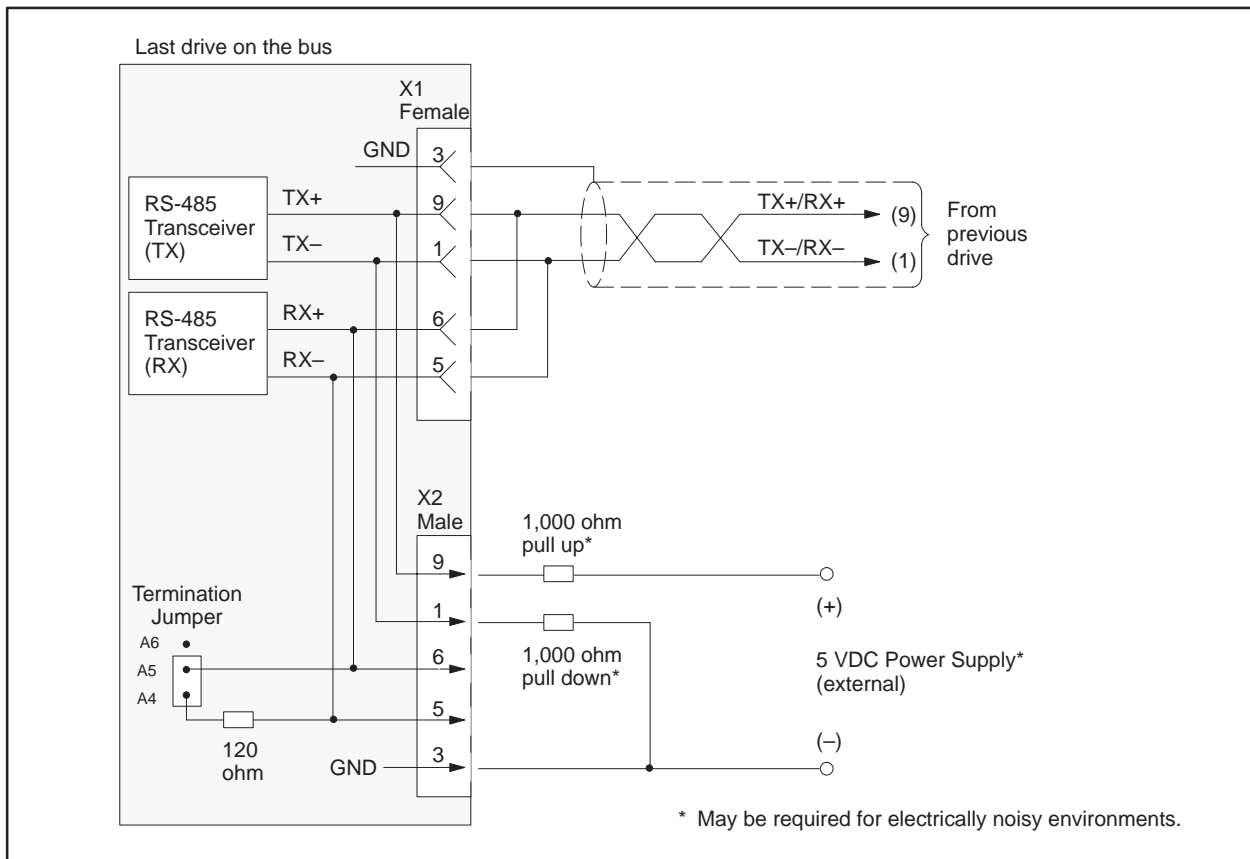 Last drive on the bus
X1
Female
GND
3
RS-485
Transceiver
(TX)
TX+
9
TX–
1
TX+/RX+
(9)
TX–/RX–
(1)
From
previous
drive
RS-485
Transceiver
(RX)
RX+
6
RX–
5
X2
Male
9
1
6
5
3
GND
1,000 ohm
pull up*
1,000 ohm
pull down*
(+)
5 VDC Power Supply*
(external)
(–)
Termination
Jumper
A6
A5
A4
120
ohm
* May be required for electrically noisy environments.